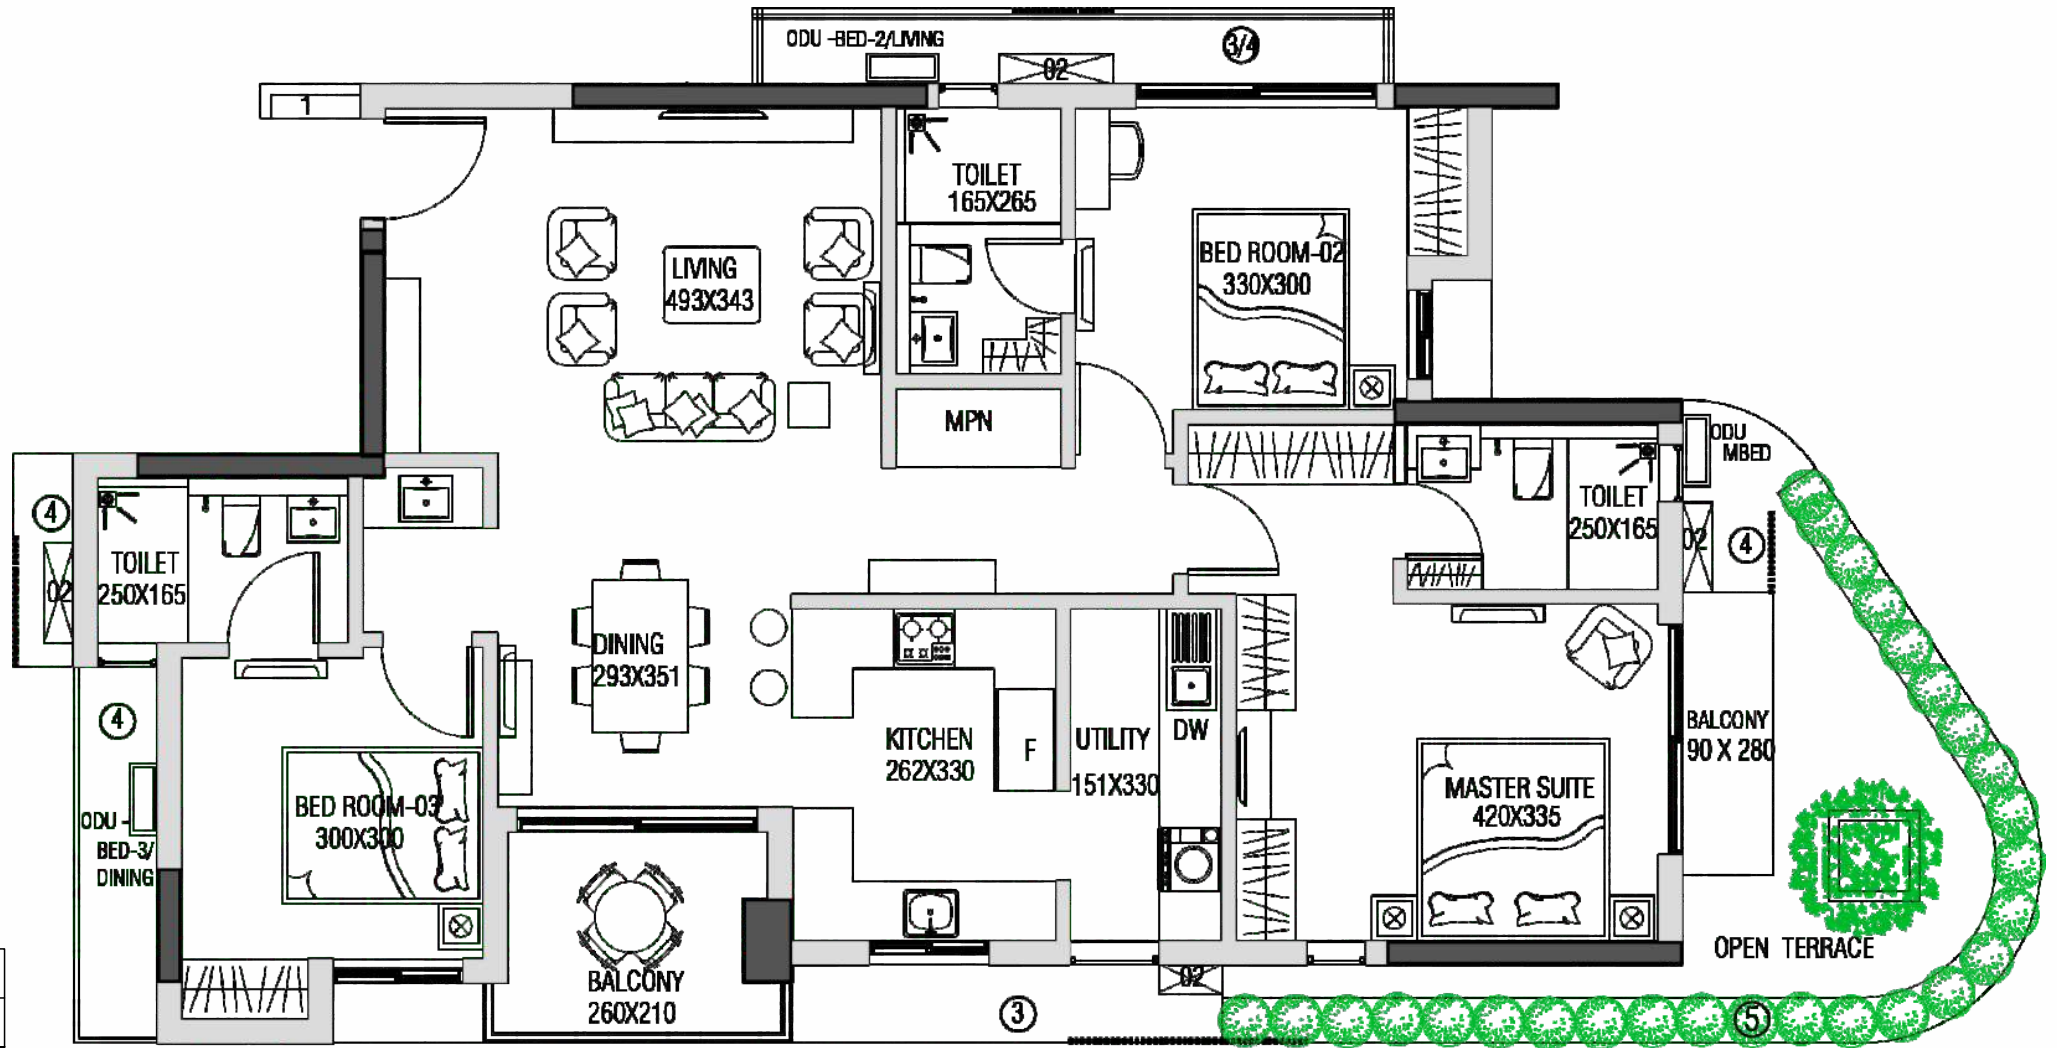 ODU -BED-2/LIVING
3/4
02
1
TOILET
165X265
BED ROOM-02
330X300
LIVING
493X343
MPN
ODU
MBED
4
TOILET
250X165
02
4
TOILET
250X165
02
DINING
293X351
4
KITCHEN
262X330
F
UTILITY
151X330
DW
BALCONY
90 X 280
MASTER SUITE
420X335
BED ROOM-03
300X300
ODU -
BED-3/
DINING
OPEN TERRACE
BALCONY
260X210
02
3
5